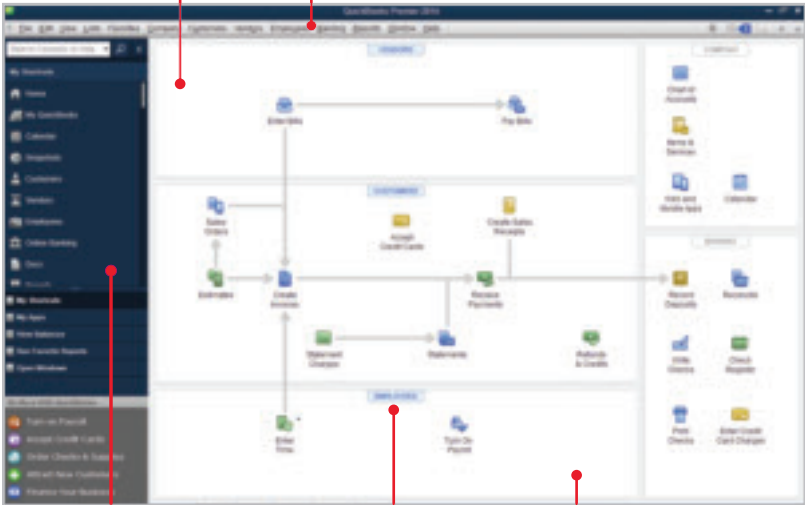 QuickBooks Premier 2016
File Edit View Lists Favorites Company Customers Vendors Employees Banking Reports Window Help
My Shortcuts
Home
My QuickBooks
Calendar
Snapshots
Customers
Vendors
Employees
Online Banking
Docs
My Shortcuts
My Apps
View Balances
Run Favorite Reports
Open Windows
Turn on Payroll
Accept Credit Cards
Order Checks & Supplies
Attract New Customers
Finance Your Business
VENDORS
Enter Bills
Pay Bills
CUSTOMERS
Sales
Orders
Accept
Credit Cards
Create Sales
Receipts
Estimates
Create
Invoices
Receive
Payments
Statement
Charges
Statements
Refunds
& Credits
EMPLOYEES
Enter
Time
Turn On
Payroll
COMPANY
Chart of
Accounts
Items &
Services
Web and
Mobile Apps
Calendar
BANKING
Record
Deposits
Reconcile
Write
Checks
Check
Register
Print
Checks
Enter Credit
Card Charges